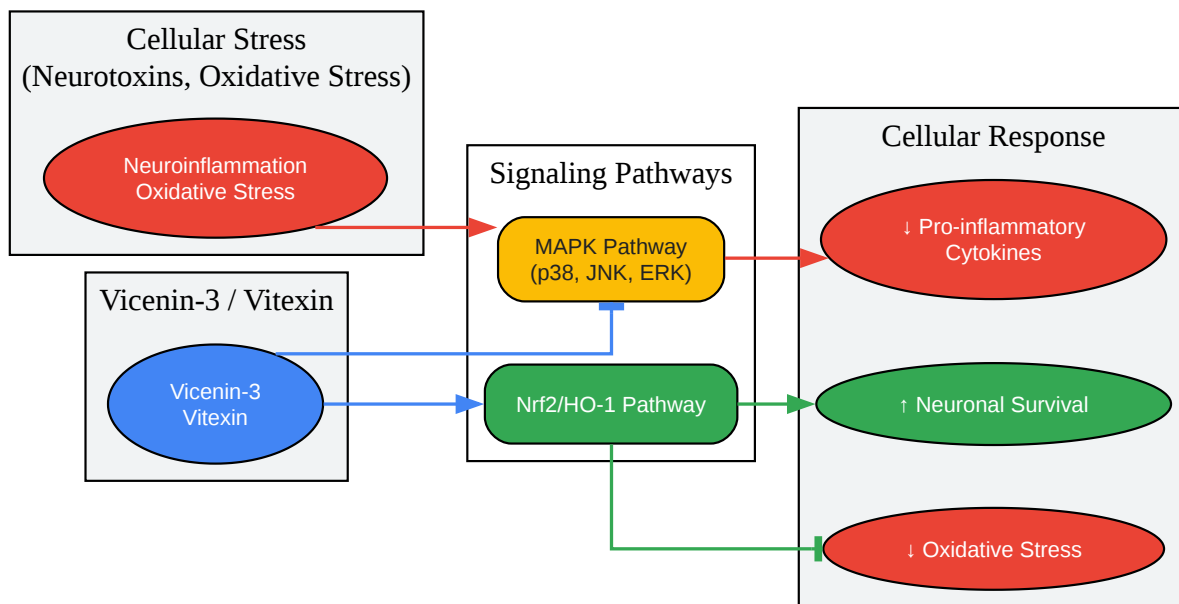 Cellular Stress
(Neurotoxins, Oxidative Stress)
Neuroinflammation
Oxidative Stress
Vicenin-3 / Vitexin
Vicenin-3
Vitexin
Signaling Pathways
MAPK Pathway
(p38, JNK, ERK)
Nrf2/HO-1 Pathway
Cellular Response
↓ Pro-inflammatory
Cytokines
↑ Neuronal Survival
↓ Oxidative Stress